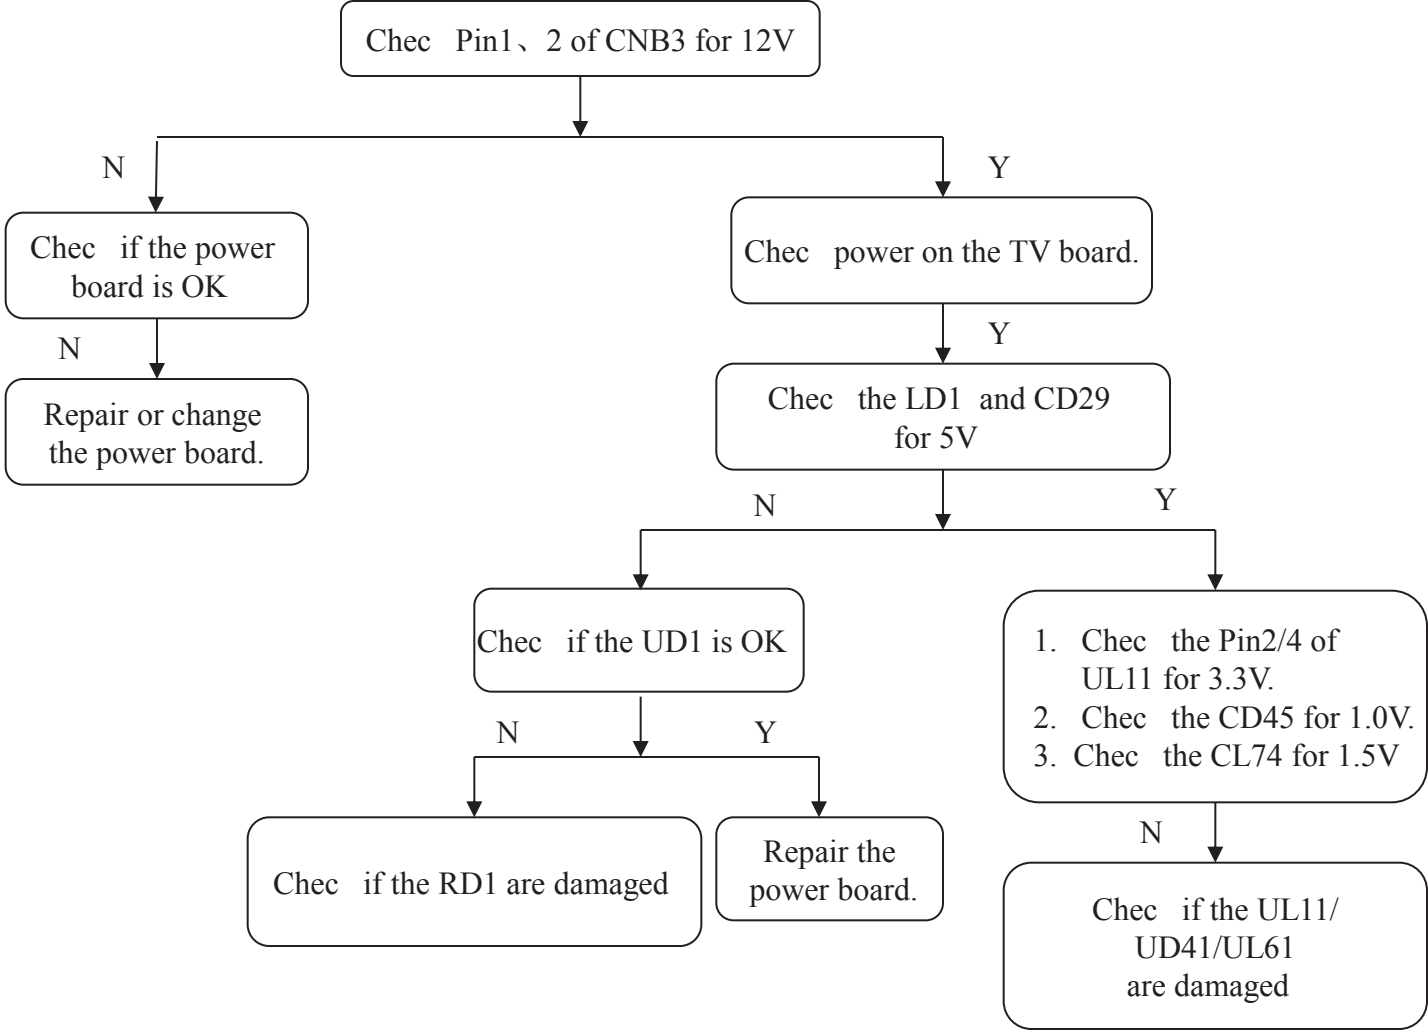 Chec Pin1、2 of CNB3 for 12V
N
Y
Chec if the power
board is OK
Chec power on the TV board.
N
Y
Repair or change
the power board.
Chec the LD1 and CD29
for 5V
N
Y
Chec if the UD1 is OK
1. Chec the Pin2/4 of
UL11 for 3.3V.
2. Chec the CD45 for 1.0V.
3. Chec the CL74 for 1.5V
N
Y
Chec if the RD1 are damaged
Repair the
power board.
N
Chec if the UL11/
UD41/UL61
are damaged